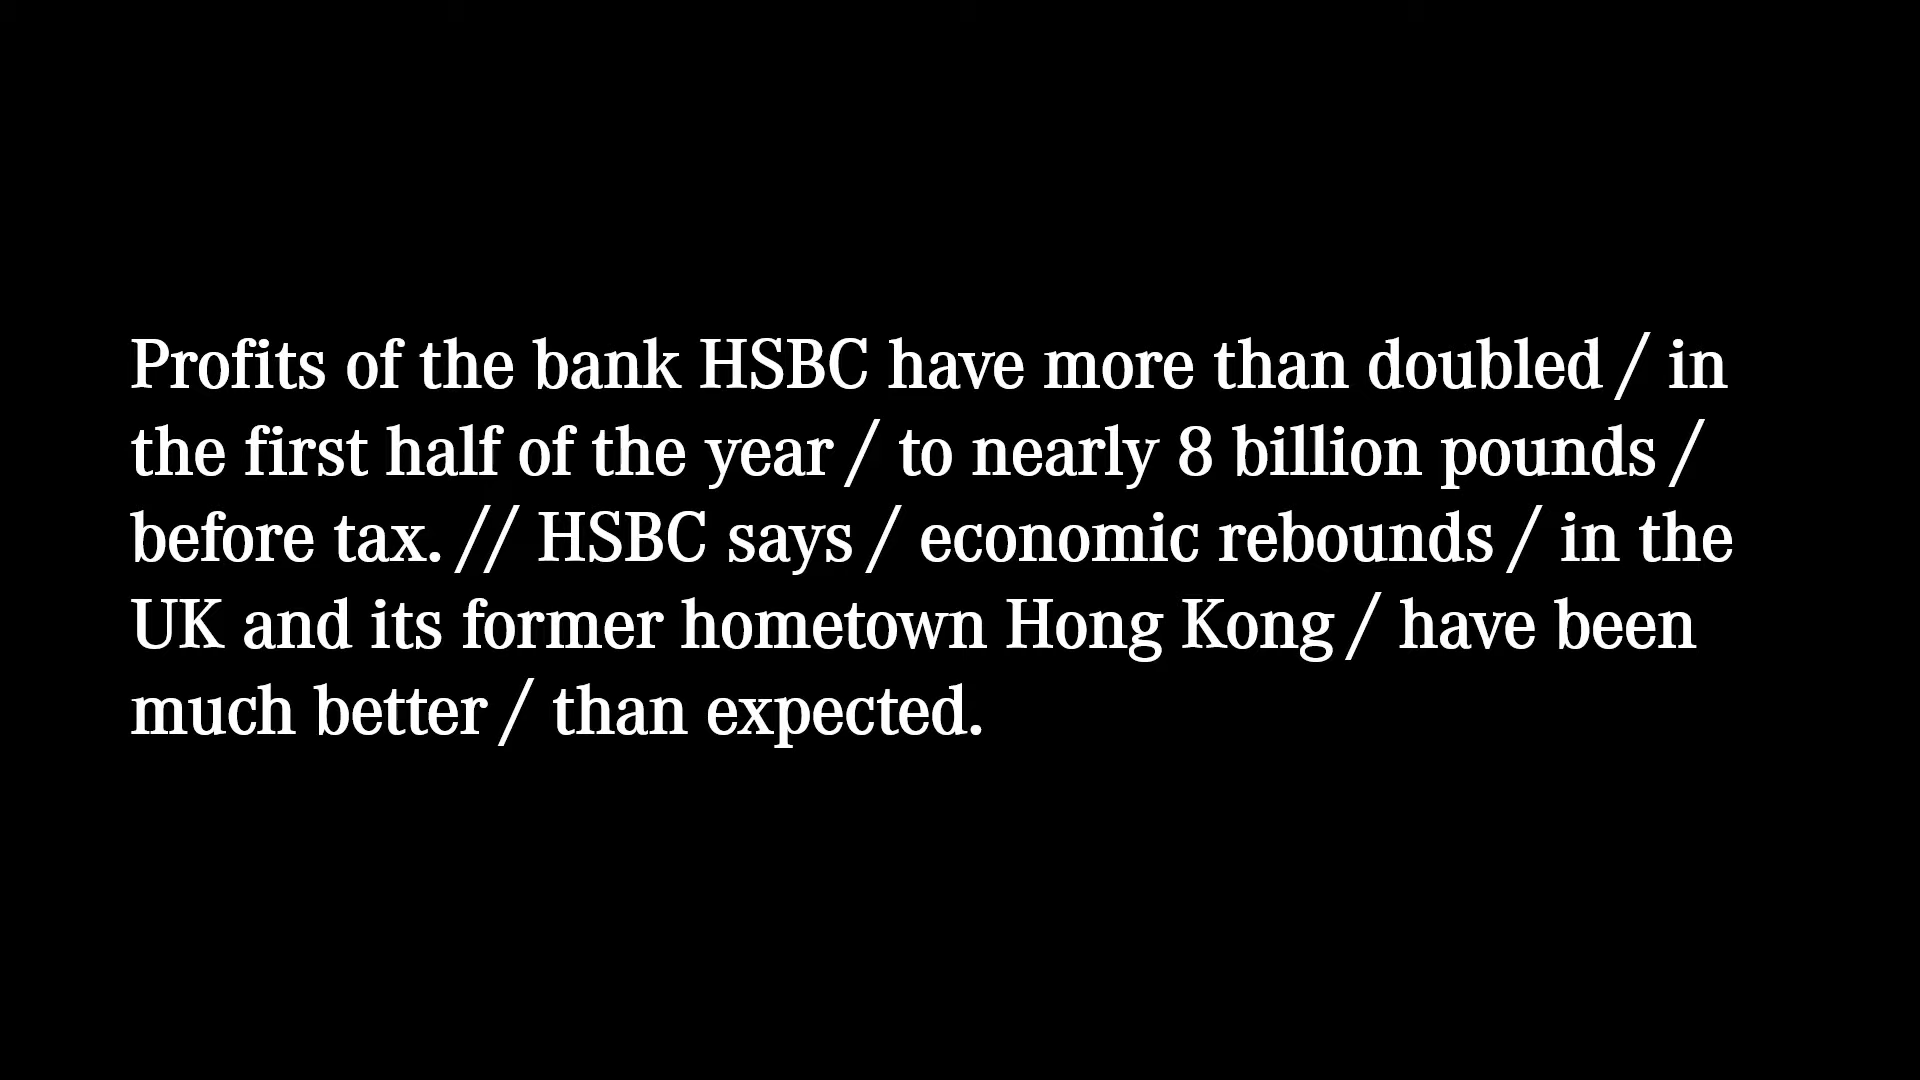 Profits of the bank HSBC have more than doubled / in
the first half of the year / to nearly 8 billion pounds /
before tax. // HSBC says / economic rebounds / in the
UK and its former hometown Hong Kong / have been
much better / than expected.